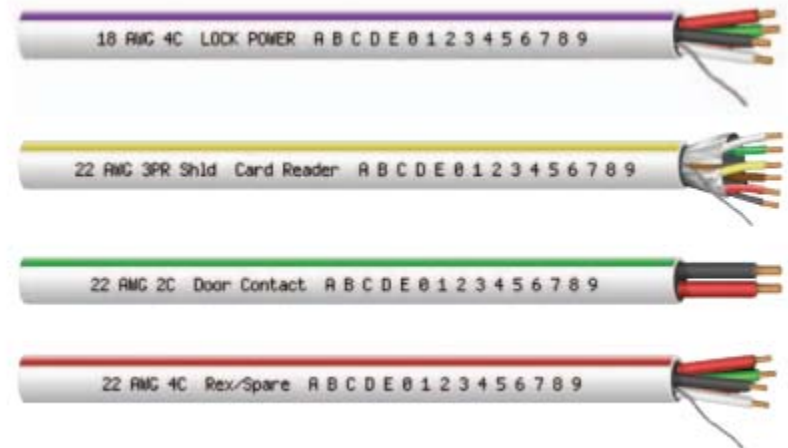 18 AWG 4C LOCK POWER A B C D E 0 1 2 3 4 5 6 7 8 9
22 AWG 3PR Shld Card Reader A B C D E 0 1 2 3 4 5 6 7 8 9
22 AWG 2C Door Contact A B C D E 0 1 2 3 4 5 6 7 8 9
22 AWG 4C Rex/Spare A B C D E 0 1 2 3 4 5 6 7 8 9